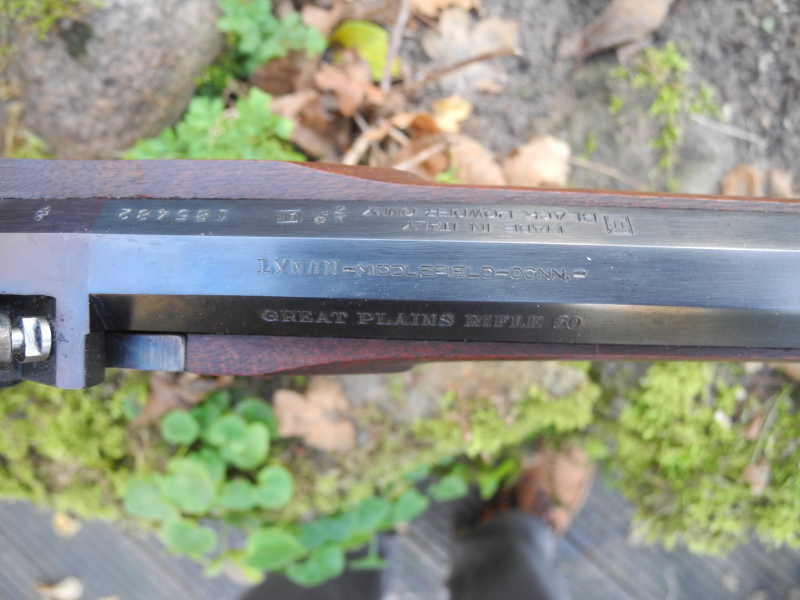 LYMAN-MIDDLEFIELD-CONN.-
GREAT PLAINS RIFLE 50
MADE IN ITALY
BLACK POWDER ONLY